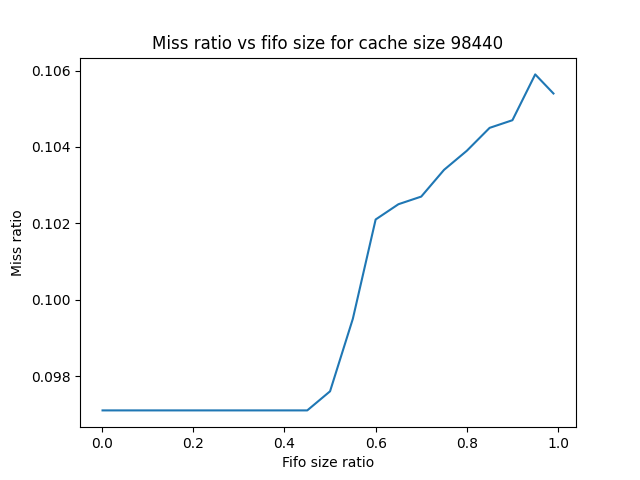 Miss ratio vs fifo size for cache size 98440
0.106
0.104
0.102
0.100
0.098
Miss ratio
0.0 0.2 0.4 0.6 0.8 1.0
Fifo size ratio